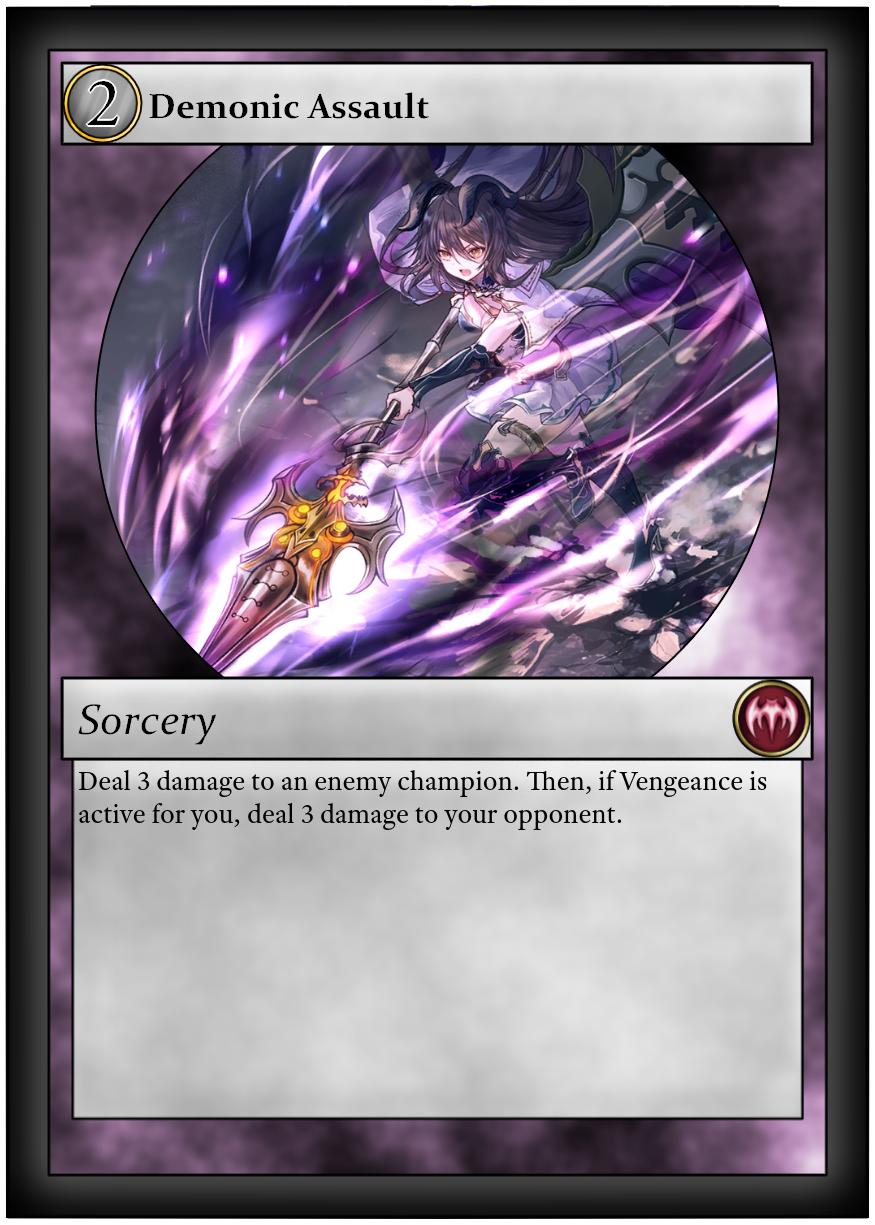 2 Demonic Assault
Sorcery
Deal 3 damage to an enemy champion. Then, if Vengeance is
active for you, deal 3 damage to your opponent.